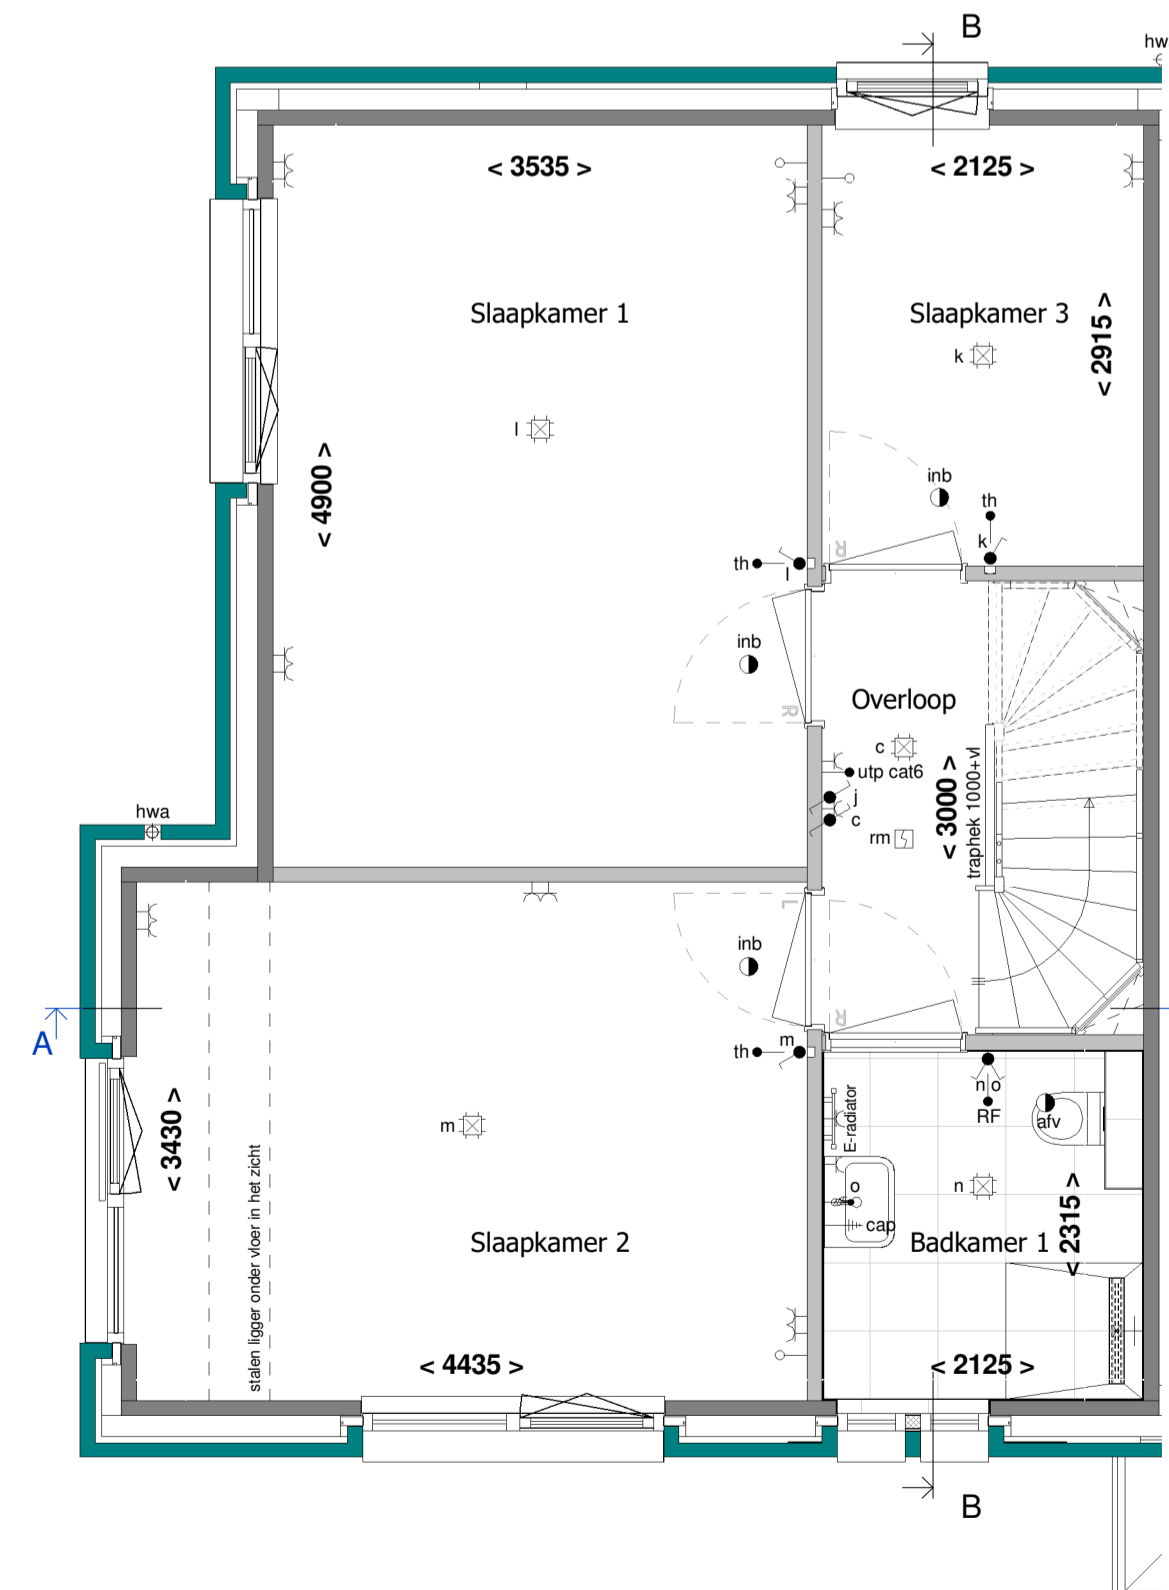 B
hw
< 3535 >
< 2125 >
Slaapkamer 1
Slaapkamer 3
< 2915 >
k
l
< 4900 >
inb
th
k
R
th
l
inb
R
Overloop
c
utp cat6
j
c
rm
< 3000 >
traphek 1000+vl
hwa
L
inb
R
A
th
m
n o
RF
afv
E-radiator
< 3430 >
m
o
n
cap
< 2315 >
stalen ligger onder vloer in het zicht
Slaapkamer 2
Badkamer 1
< 4435 >
< 2125 >
B